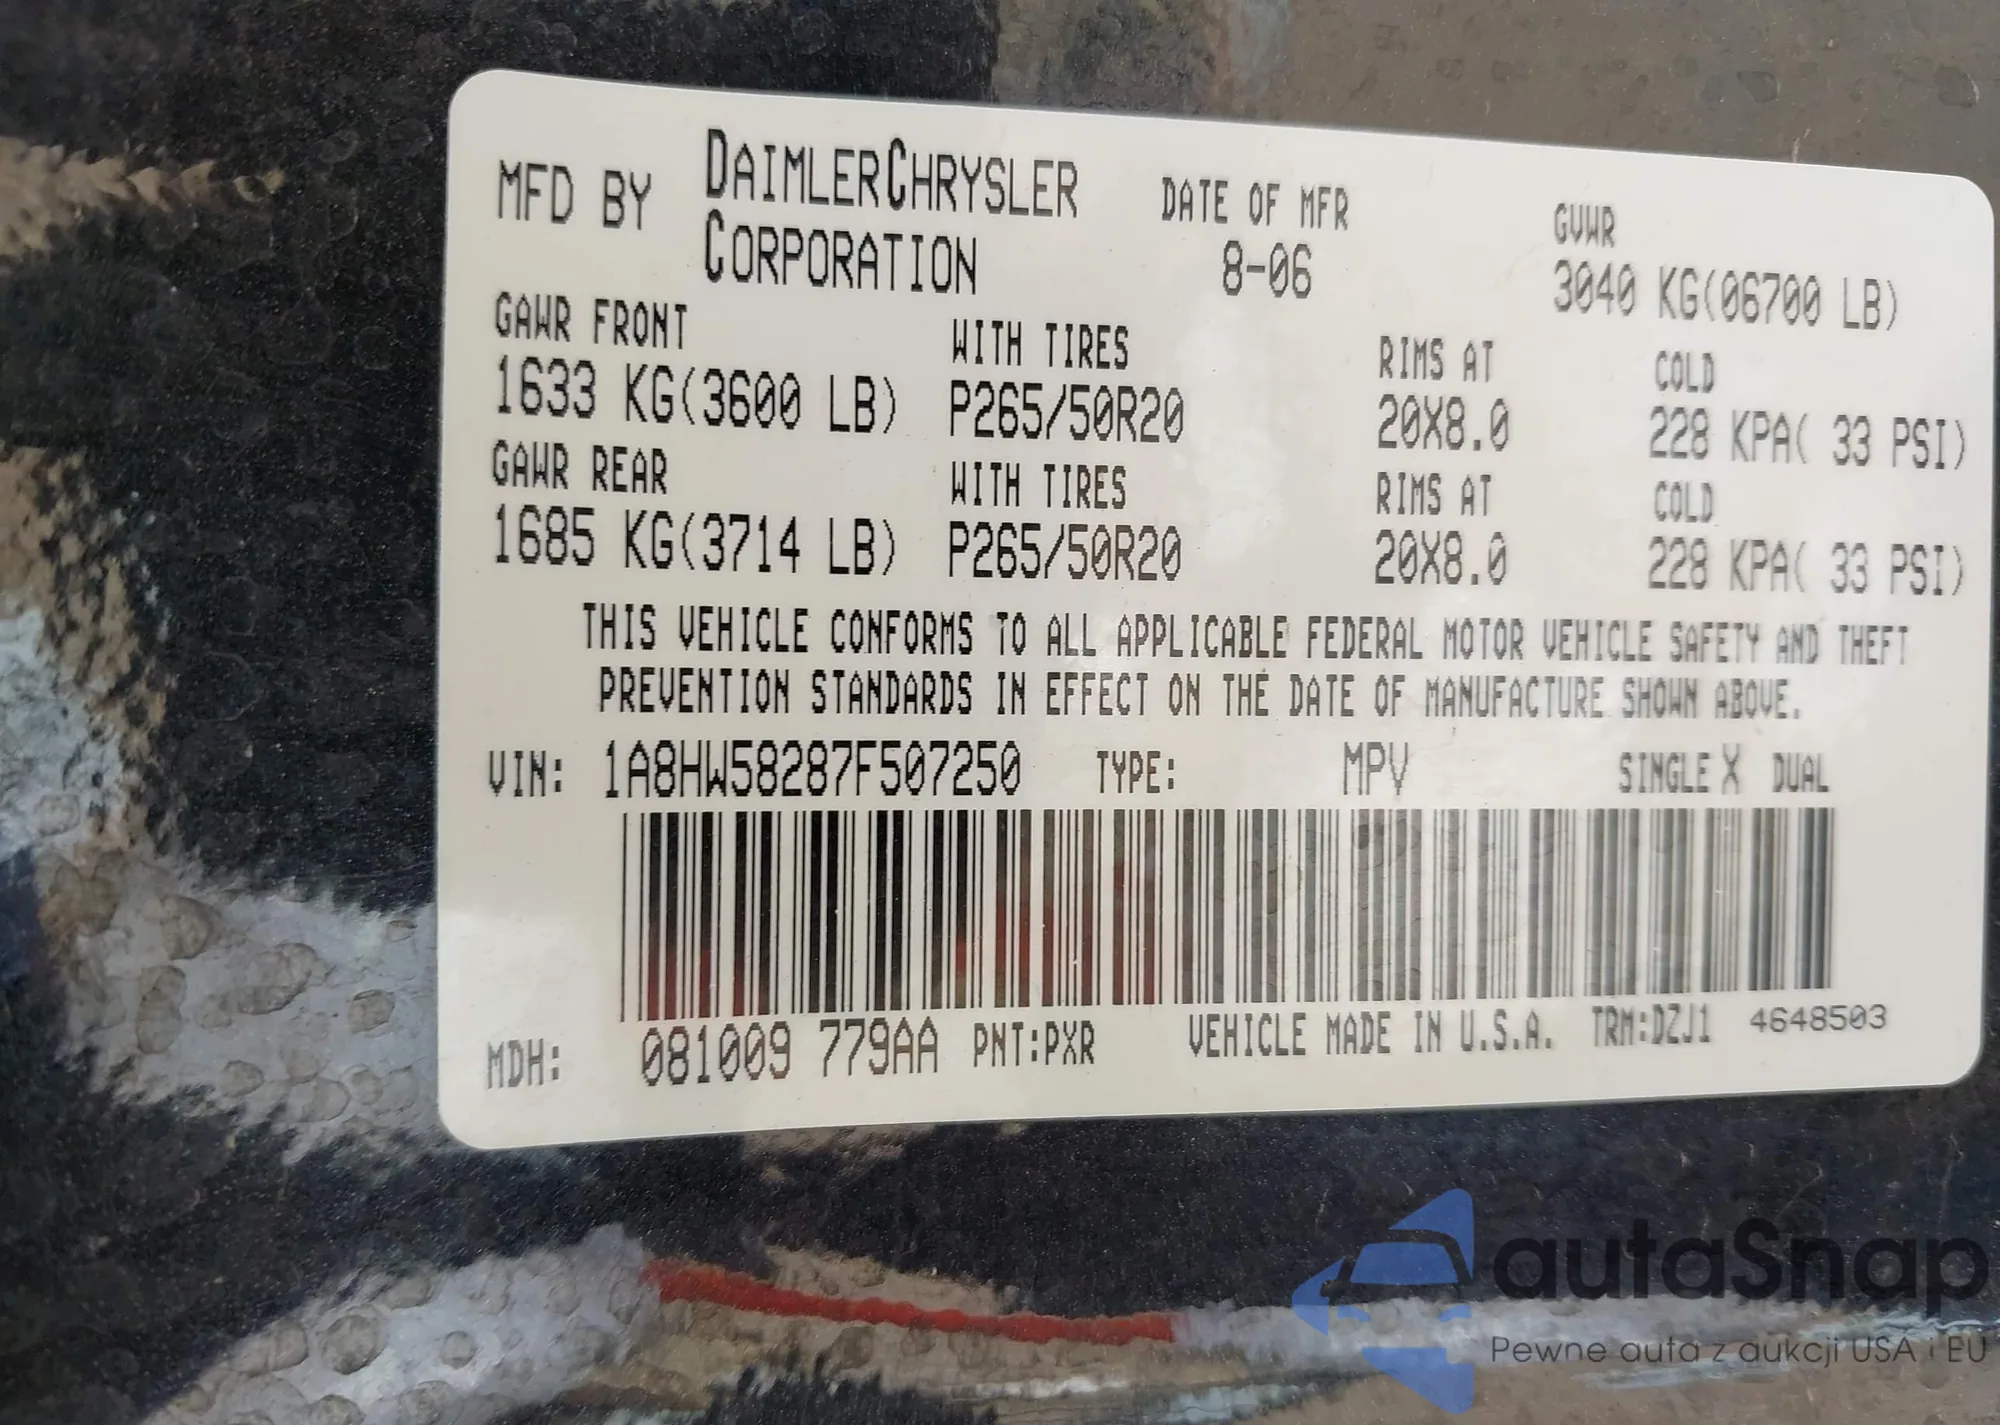 MFD BY DAIMLERCHRYSLER CORPORATION DATE OF MFR 8-06 GVWR 3040 KG(06700 LB)
GAWR FRONT WITH TIRES RIMS AT COLD
1633 KG(3600 LB) P265/50R20 20X8.0 228 KPA( 33 PSI)
GAWR REAR WITH TIRES RIMS AT COLD
1685 KG(3714 LB) P265/50R20 20X8.0 228 KPA( 33 PSI)
THIS VEHICLE CONFORMS TO ALL APPLICABLE FEDERAL MOTOR VEHICLE SAFETY AND THEFT
PREVENTION STANDARDS IN EFFECT ON THE DATE OF MANUFACTURE SHOWN ABOVE.
VIN: 1A8HW58287F507250 TYPE: MPV SINGLE X DUAL
MDH: 081009 779AA PNT:PXR VEHICLE MADE IN U.S.A. TRM:DZJ1 4648503
autaSnap
Pewne auta z aukcji USA i EU